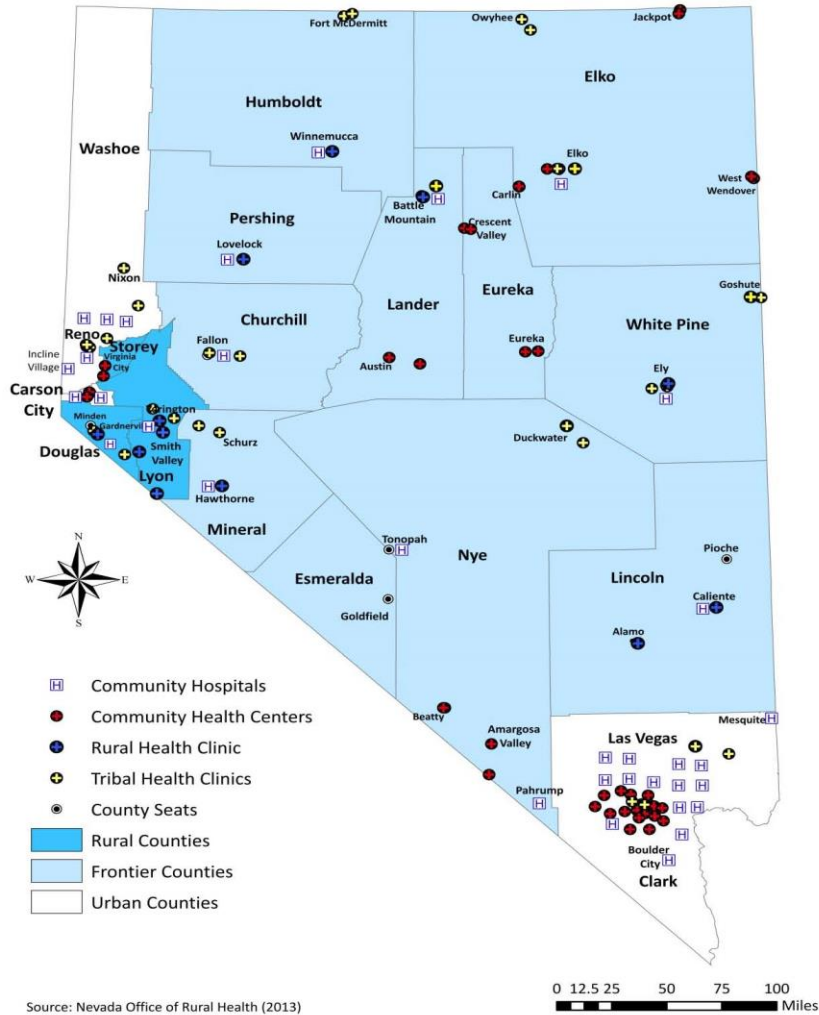 Fort McDermitt
Owyhee
Jackpot
Elko
Humboldt
Washoe
Winnemucca
Elko
West
Wendover
Carlin
Battle
Mountain
Pershing
Crescent
Valley
Lovelock
Nixon
Goshute
Lander
Eureka
White Pine
Churchill
Reno
Storey
Fallon
Eureka
Incline
Village
Virginia
City
Austin
Ely
Carson
City
Minden
Gardnervil
Schurz
Duckwater
Douglas
Smith
Valley
Lyon
Hawthorne
Mineral
Tonopah
Nye
Pioche
Esmeralda
Lincoln
Goldfield
Caliente
Alamo
N
W
E
S
Beatty
Mesquite
Amargosa
Valley
Las Vegas
Pahrump
Boulder
City
Clark
H Community Hospitals
Community Health Centers
Rural Health Clinic
Tribal Health Clinics
County Seats
Rural Counties
Frontier Counties
Urban Counties
0 12.5 25 50 75 100
Miles
Source: Nevada Office of Rural Health (2013)